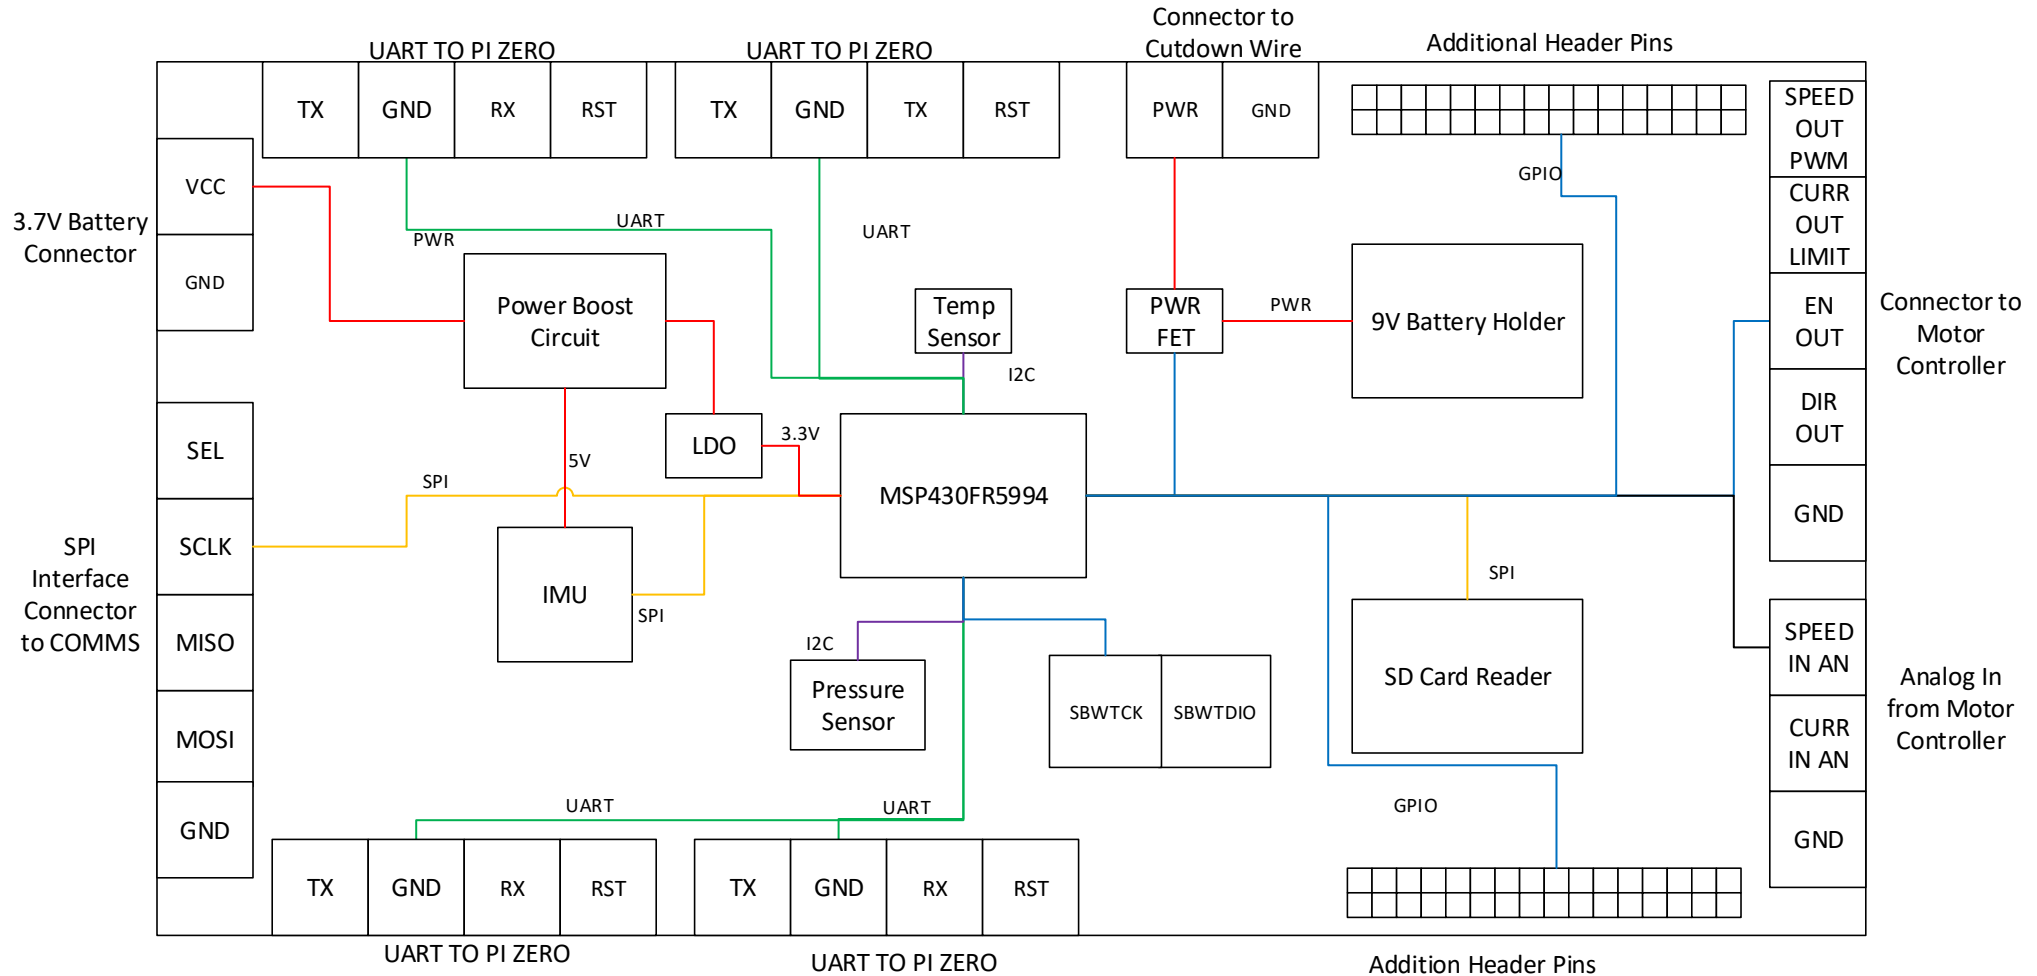 Connector to
Cutdown Wire
UART TO PI ZERO
UART TO PI ZERO
Additional Header Pins
TX
GND
RX
RST
TX
GND
TX
RST
PWR
GND
SPEED
OUT
PWM
CURR
OUT
LIMIT
EN
OUT
DIR
OUT
GND
GPIO
VCC
GND
3.7V Battery
Connector
UART
PWR
UART
Power Boost
Circuit
Temp
Sensor
I2C
PWR
FET
PWR
9V Battery Holder
Connector to
Motor
Controller
LDO
3.3V
5V
SPI
MSP430FR5994
SEL
SCLK
MISO
MOSI
GND
SPI
Interface
Connector
to COMMS
IMU
SPI
I2C
Pressure
Sensor
SBWTCK
SBWTDIO
SPI
SD Card Reader
SPEED
IN AN
CURR
IN AN
GND
Analog In
from Motor
Controller
UART
UART
GPIO
TX
GND
RX
RST
TX
GND
RX
RST
UART TO PI ZERO
UART TO PI ZERO
Addition Header Pins